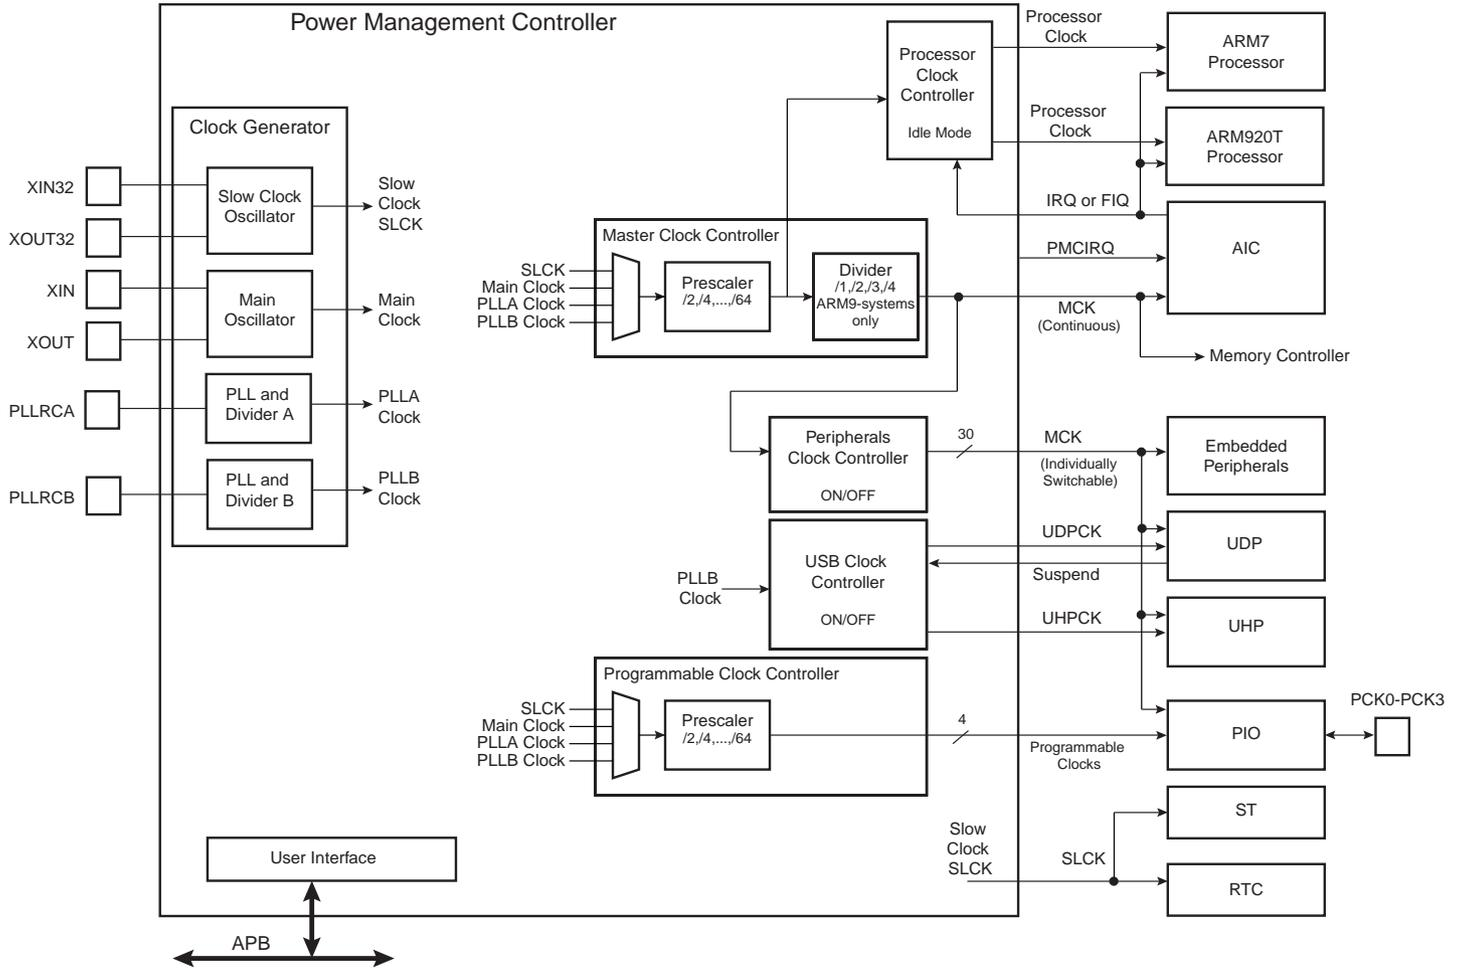 Power Management Controller
Clock Generator
XIN32
XOUT32
Slow Clock
Oscillator
Slow
Clock
SLCK
XIN
XOUT
Main
Oscillator
Main
Clock
PLLRCA
PLL and
Divider A
PLLA
Clock
PLLRCB
PLL and
Divider B
PLLB
Clock
Processor
Clock
Controller
Idle Mode
Processor
Clock
ARM7
Processor
Processor
Clock
ARM920T
Processor
IRQ or FIQ
PMCIRQ
AIC
MCK
(Continuous)
Memory Controller
Master Clock Controller
SLCK
Main Clock
PLLA Clock
PLLB Clock
Prescaler
/2,/4,...,/64
Divider
/1,/2,/3,/4
ARM9-systems
only
Peripherals
Clock Controller
ON/OFF
30
MCK
(Individually
Switchable)
Embedded
Peripherals
PLLB
Clock
USB Clock
Controller
ON/OFF
UDPCK
Suspend
UDP
UHPCK
UHP
Programmable Clock Controller
SLCK
Main Clock
PLLA Clock
PLLB Clock
Prescaler
/2,/4,...,/64
4
Programmable
Clocks
PIO
PCK0-PCK3
Slow
Clock
SLCK
SLCK
ST
RTC
User Interface
APB